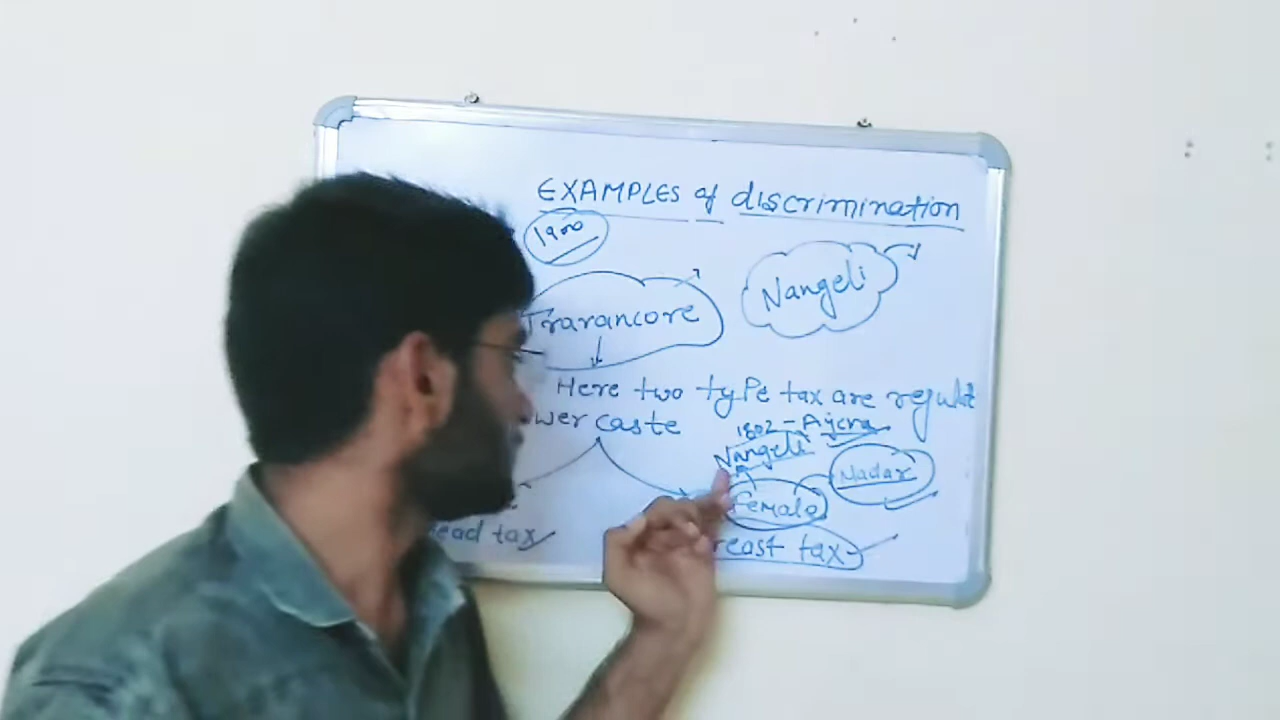 EXAMPLES of discrimination
1900
Nangeli
Travancore
Here two type tax are regulat
wer caste
1802 - Ajcra
Nangeli
Nadar
Female
ead tax
reast tax